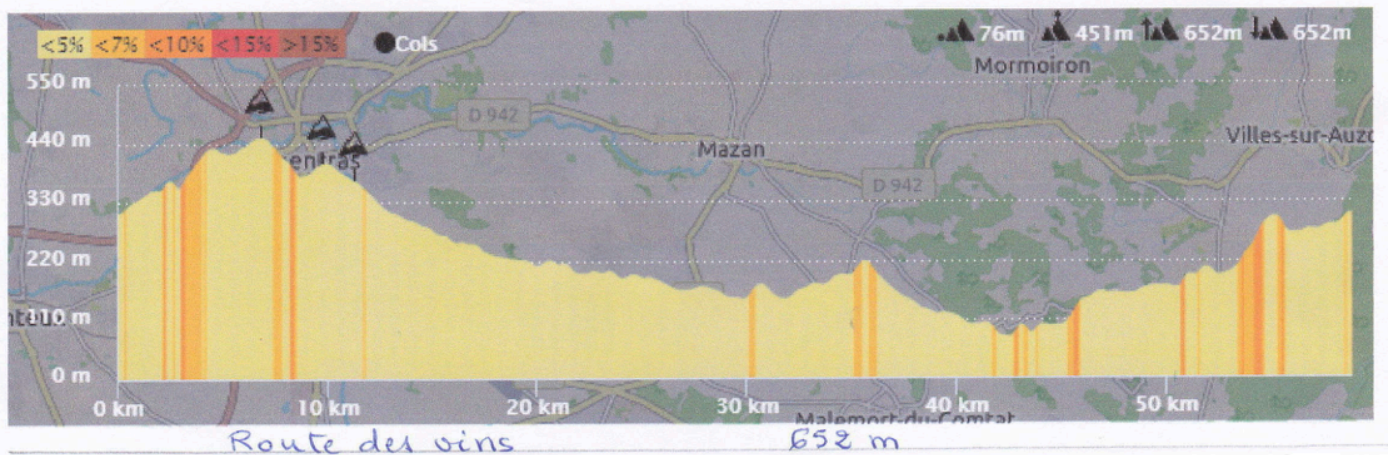 <5% <7% <10% <15% >15% Cols 76m 451m 652m 652m
Mormoiron
550 m
D 942
440 m
Villes-sur-Auzo
entras
Mazan
D 942
330 m
220 m
110 m
0 m
0 km 10 km 20 km 30 km 40 km 50 km
Malemort-du-Comtat
Route des vins 652 m